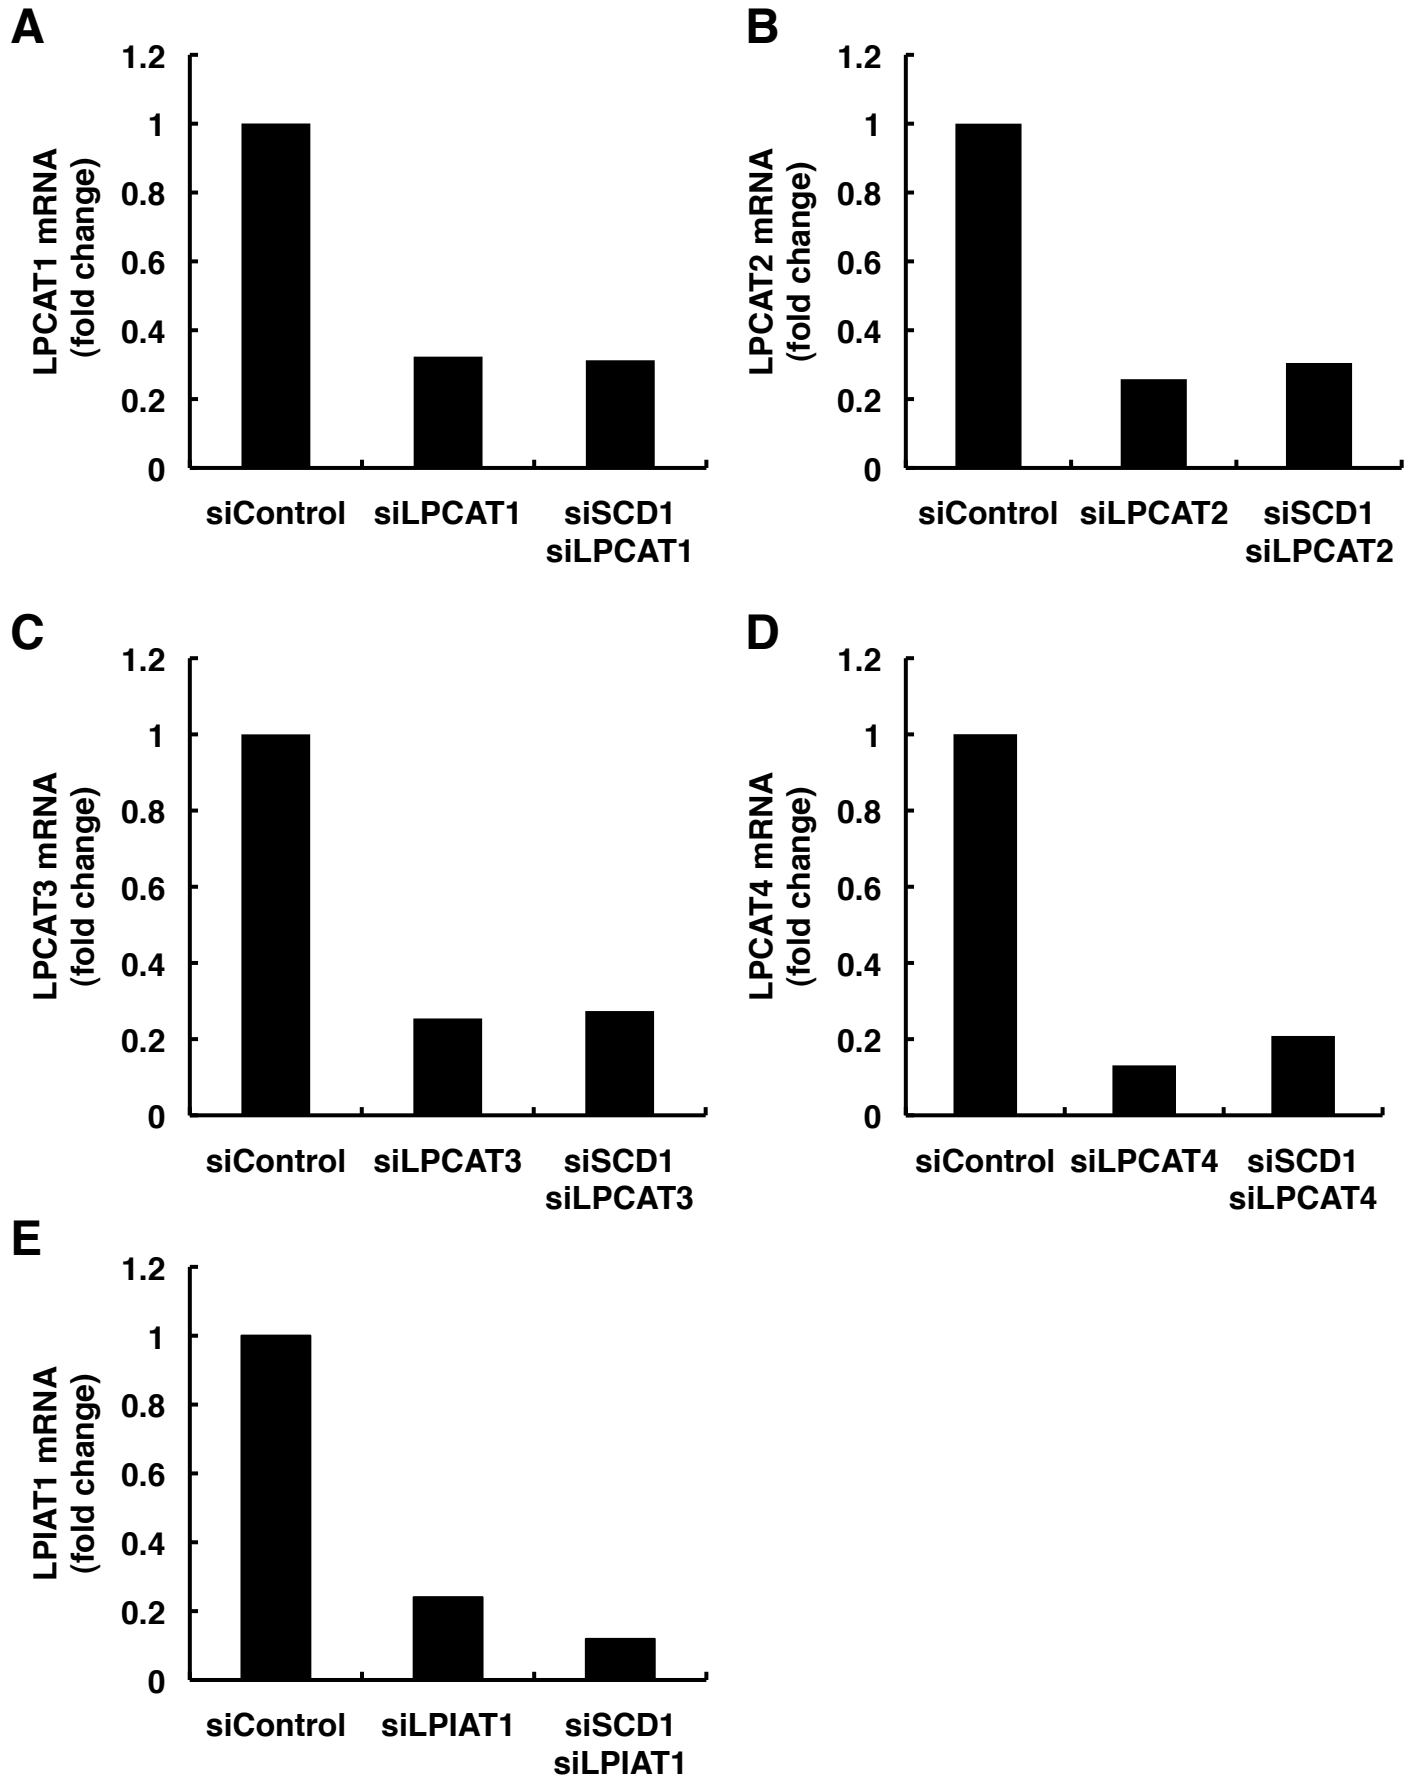 A
LPCAT1 mRNA
(fold change)
1.2
1
0.8
0.6
0.4
0.2
0
siControl siLPCAT1 siSCD1
siLPCAT1
B
LPCAT2 mRNA
(fold change)
1.2
1
0.8
0.6
0.4
0.2
0
siControl siLPCAT2 siSCD1
siLPCAT2
C
LPCAT3 mRNA
(fold change)
1.2
1
0.8
0.6
0.4
0.2
0
siControl siLPCAT3 siSCD1
siLPCAT3
D
LPCAT4 mRNA
(fold change)
1.2
1
0.8
0.6
0.4
0.2
0
siControl siLPCAT4 siSCD1
siLPCAT4
E
LPIAT1 mRNA
(fold change)
1.2
1
0.8
0.6
0.4
0.2
0
siControl siLPIAT1 siSCD1
siLPIAT1